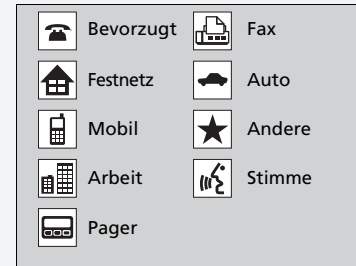 Bevorzugt Fax
Festnetz Auto
Mobil Andere
Arbeit Stimme
Pager